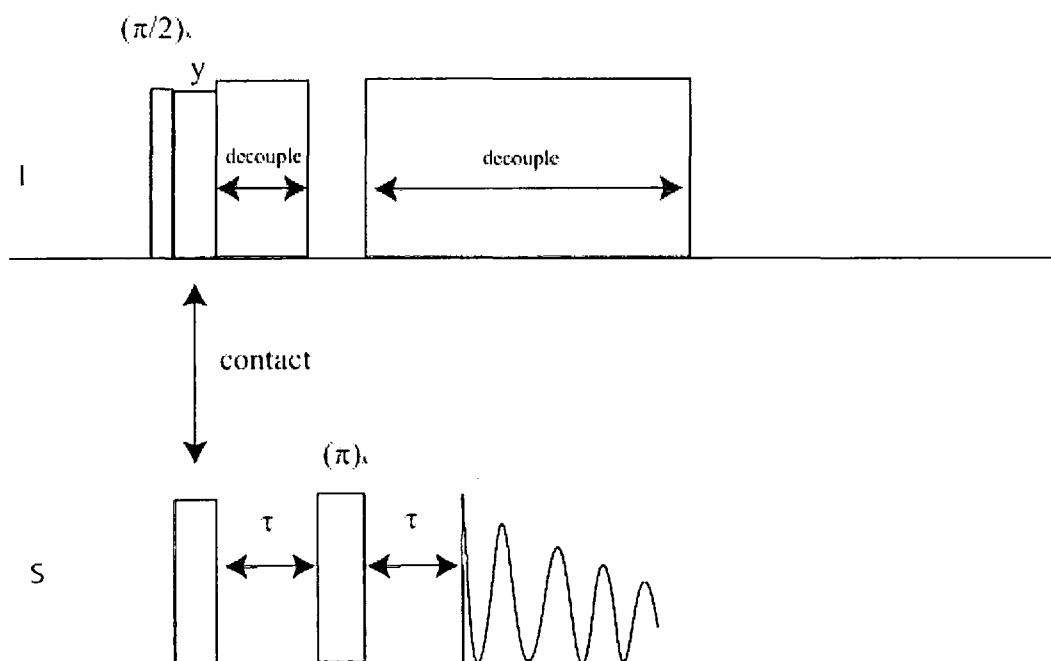 (π/2)ₓ
y
decouple
decouple
I
contact
(π)ₓ
τ
τ
S